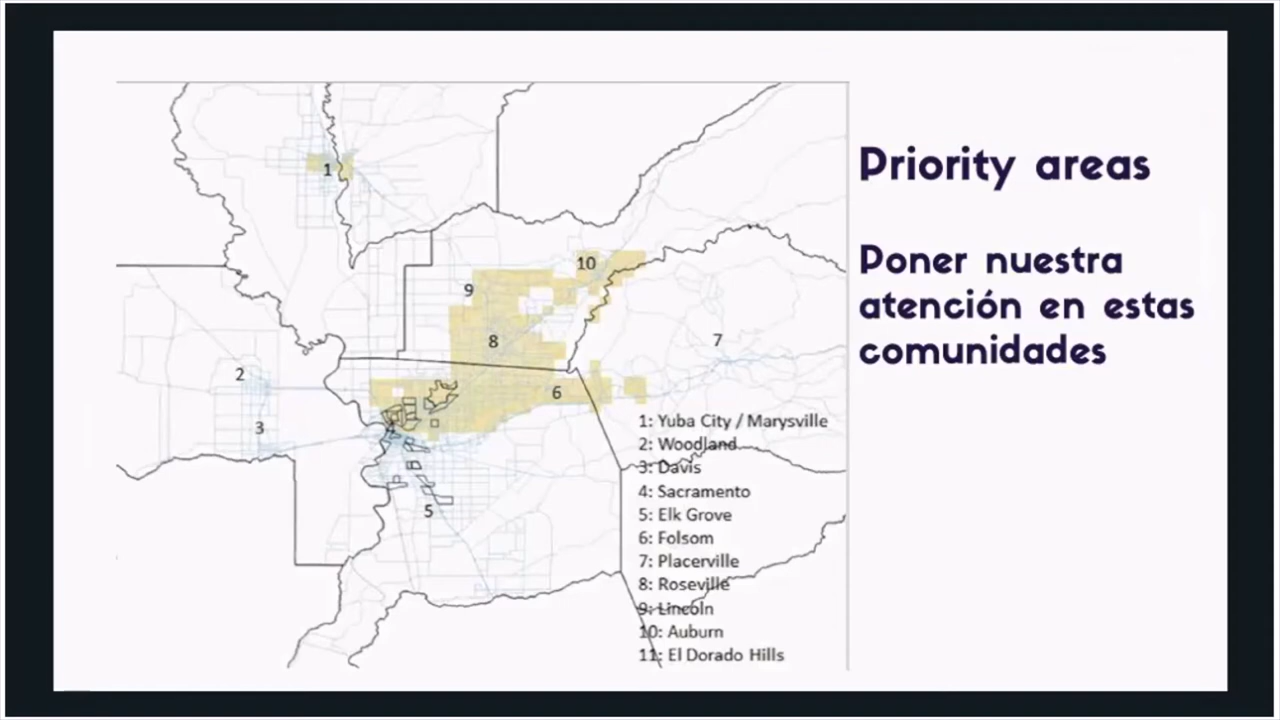 Priority areas
Poner nuestra
atención en estas
comunidades
1
10
9
8
7
2
6
3
4
5
1: Yuba City / Marysville
2: Woodland
3: Davis
4: Sacramento
5: Elk Grove
6: Folsom
7: Placerville
8: Roseville
9: Lincoln
10: Auburn
11: El Dorado Hills